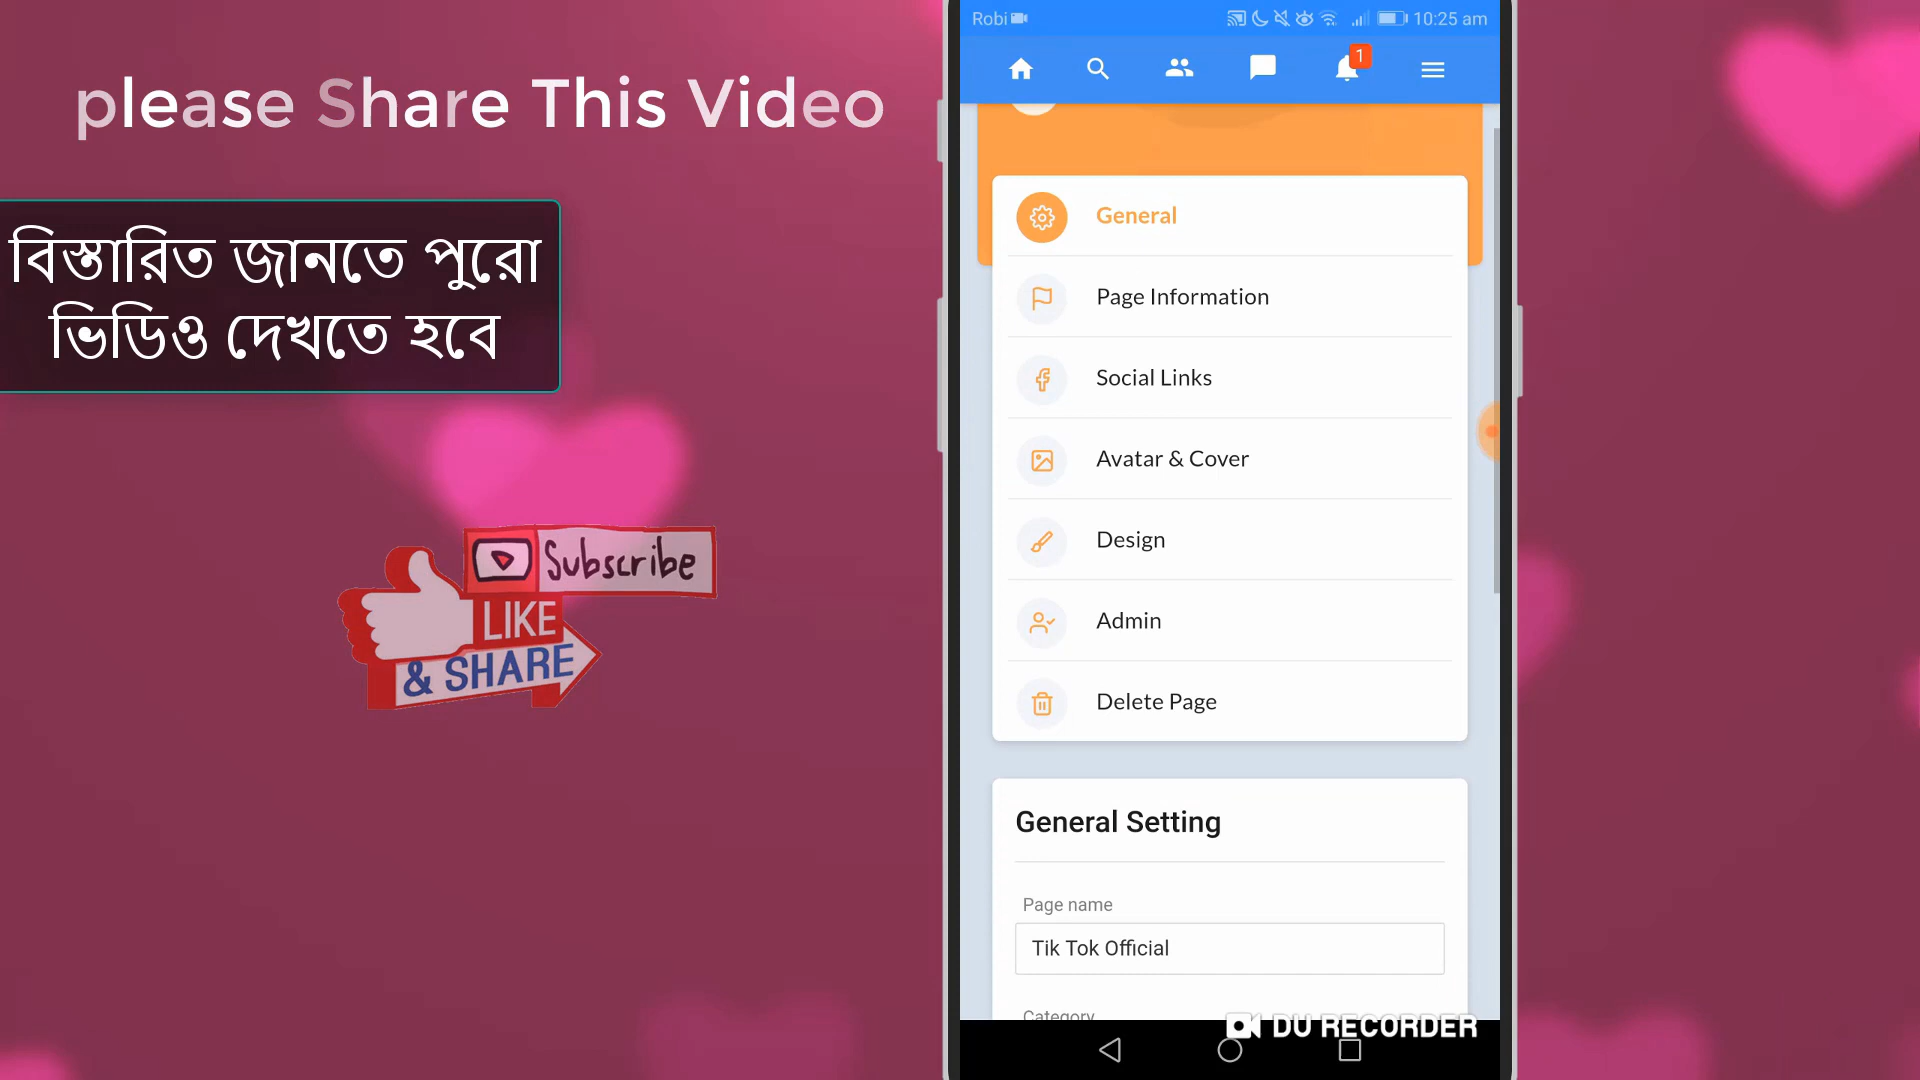 please Share This Video
বিস্তারিত জানতে পুরো
ভিডিও দেখতে হবে
Subscribe
LIKE
& SHARE
Robi
10:25 am
1
General
Page Information
Social Links
Avatar & Cover
Design
Admin
Delete Page
General Setting
Page name
Tik Tok Official
Category
DU RECORDER